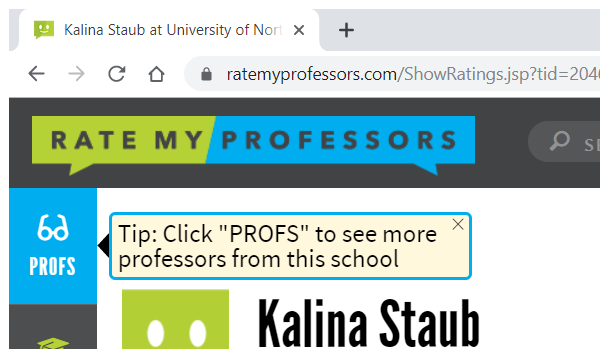 Kalina Staub at University of Nort
ratemyprofessors.com/ShowRatings.jsp?tid=204
RATE MY PROFESSORS
Tip: Click "PROFS" to see more
professors from this school
PROFS
Kalina Staub